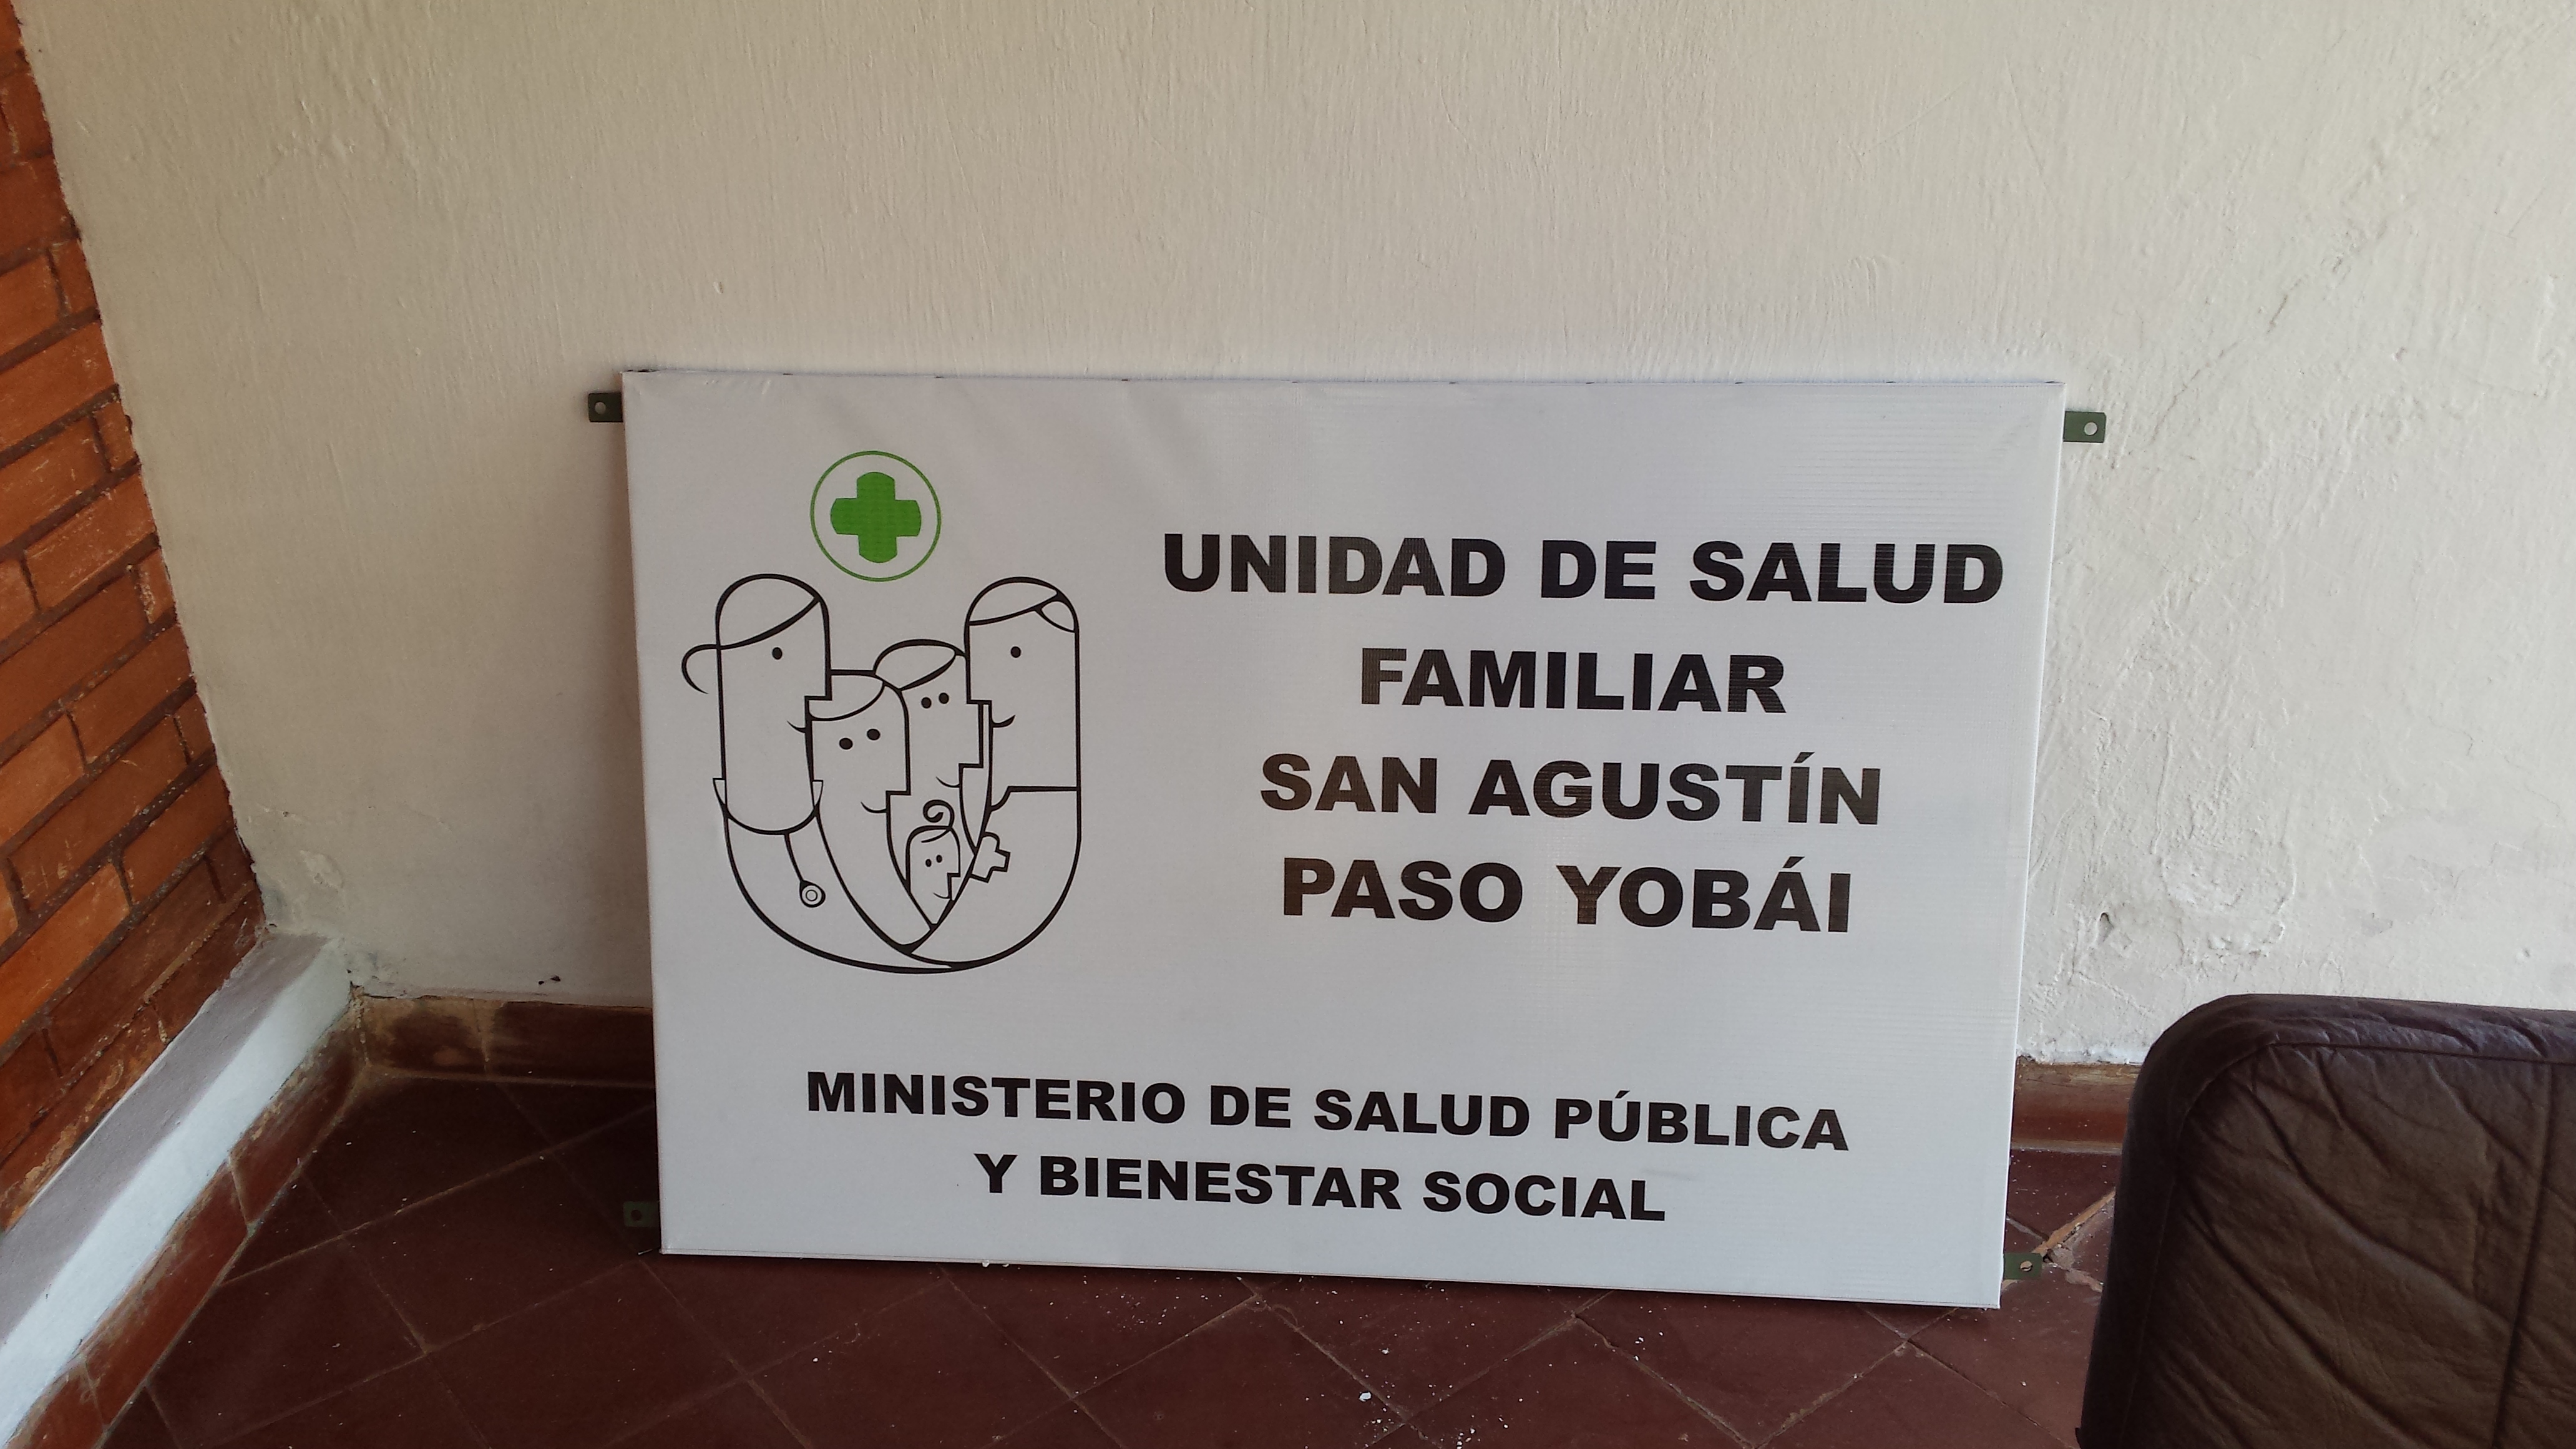 UNIDAD DE SALUD
FAMILIAR
SAN AGUSTÍN
PASO YOBÁI
MINISTERIO DE SALUD PÚBLICA
Y BIENESTAR SOCIAL